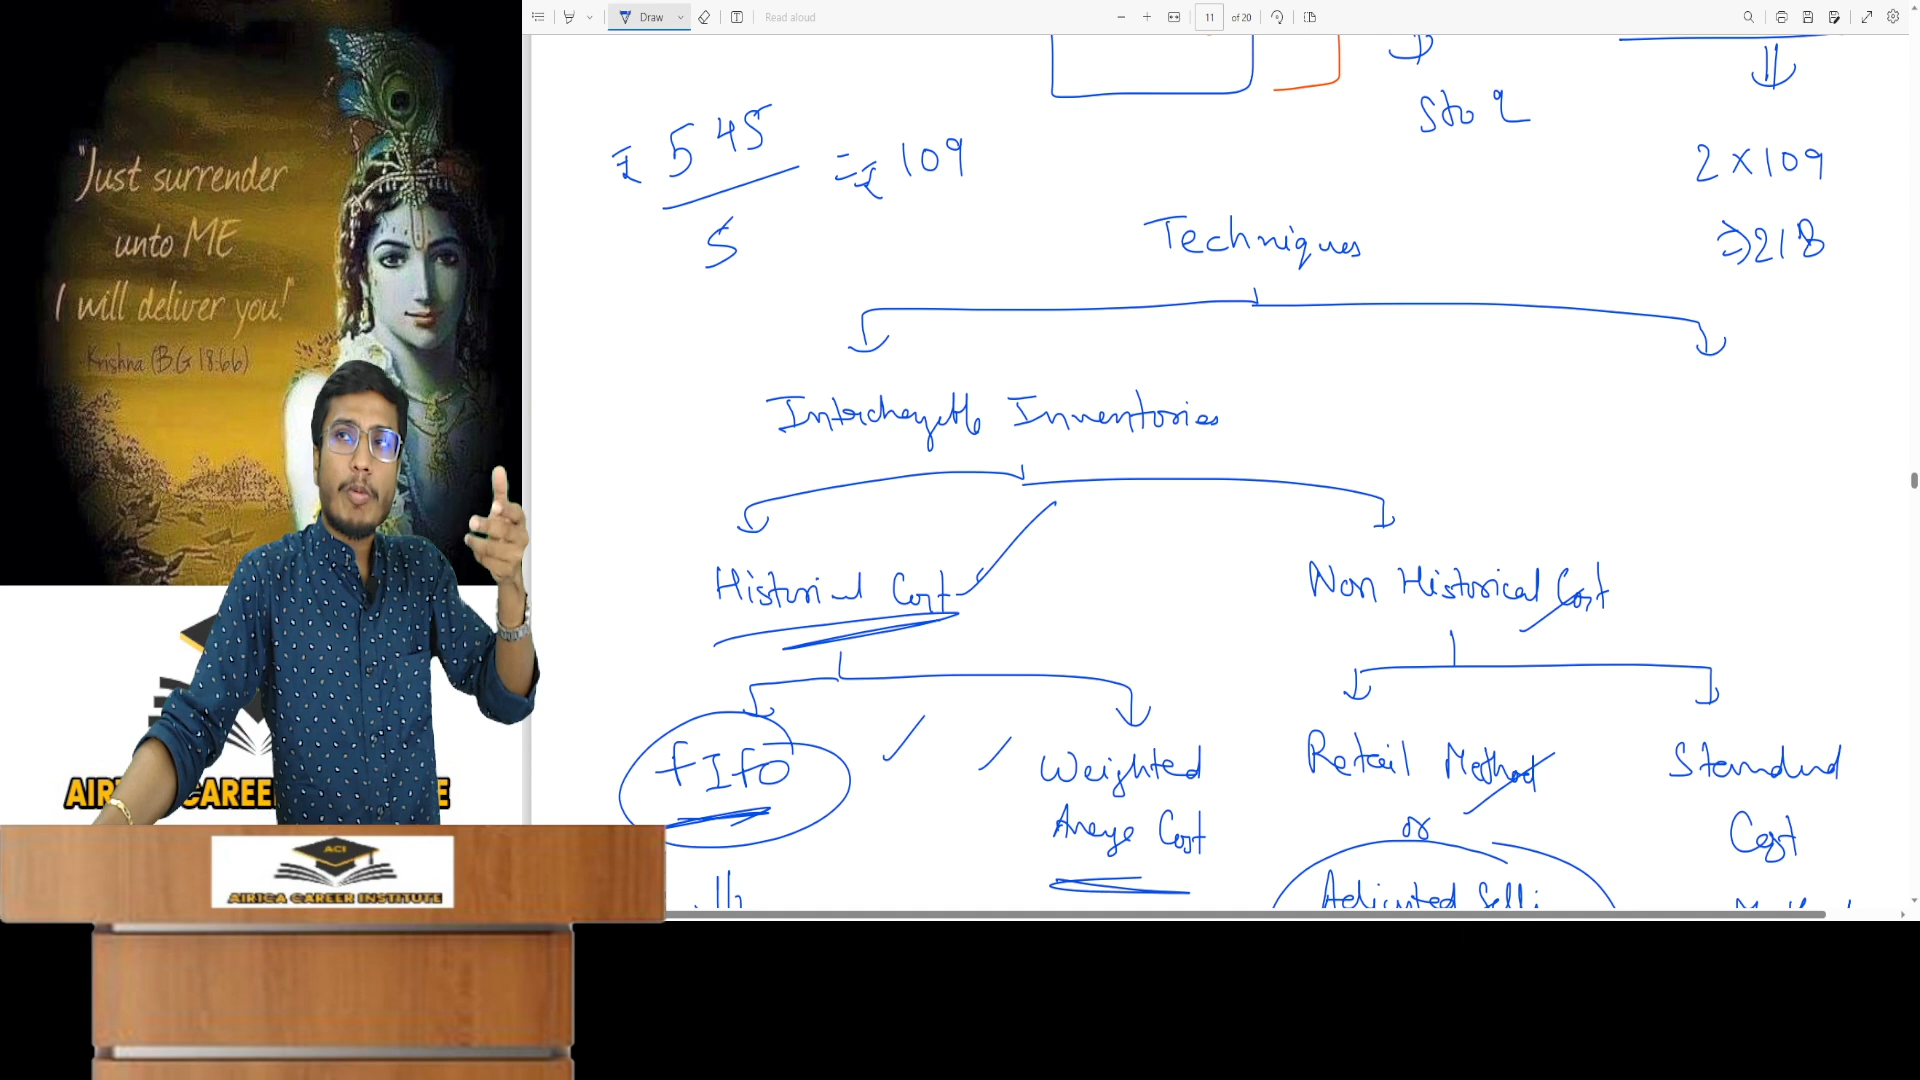 Draw
Read aloud
11
of 20
"Just surrender
unto ME
I will deliver you!"
-Krishna (B.G 18:66)
AIRICA CAREER INSTITUTE
ACI
₹ 545
5
= ₹ 109
Sto 2
2 × 109
⇒ 218
Techniques
Interchangeable Inventories
Historical Cost
Non Historical Cost
FIFO
Weighted
Average Cost
Retail Method
or
Adjusted Selli
Standard
Cost